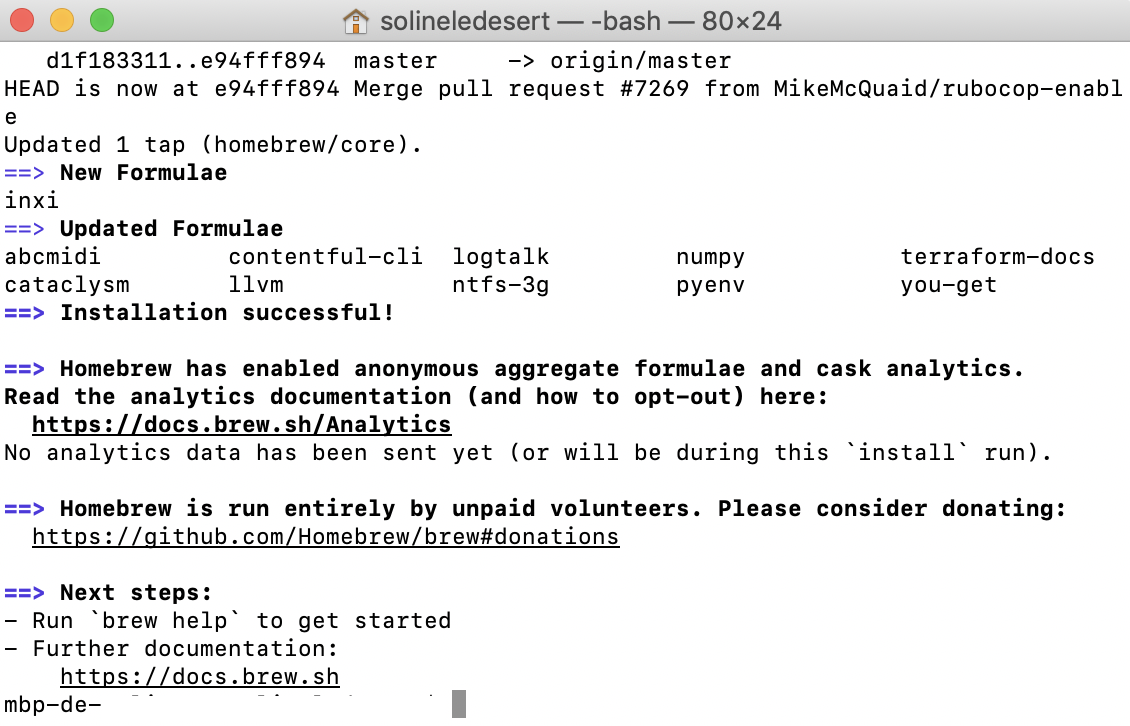 solineledesert — -bash — 80×24
d1f183311..e94fff894  master     -> origin/master
HEAD is now at e94fff894 Merge pull request #7269 from MikeMcQuaid/rubocop-enabl
e
Updated 1 tap (homebrew/core).
==> New Formulae
inxi
==> Updated Formulae
abcmidi         contentful-cli  logtalk         numpy           terraform-docs
cataclysm       llvm            ntfs-3g         pyenv           you-get
==> Installation successful!
==> Homebrew has enabled anonymous aggregate formulae and cask analytics.
Read the analytics documentation (and how to opt-out) here:
https://docs.brew.sh/Analytics
No analytics data has been sent yet (or will be during this `install` run).
==> Homebrew is run entirely by unpaid volunteers. Please consider donating:
https://github.com/Homebrew/brew#donations
==> Next steps:
- Run `brew help` to get started
- Further documentation:
https://docs.brew.sh
mbp-de-